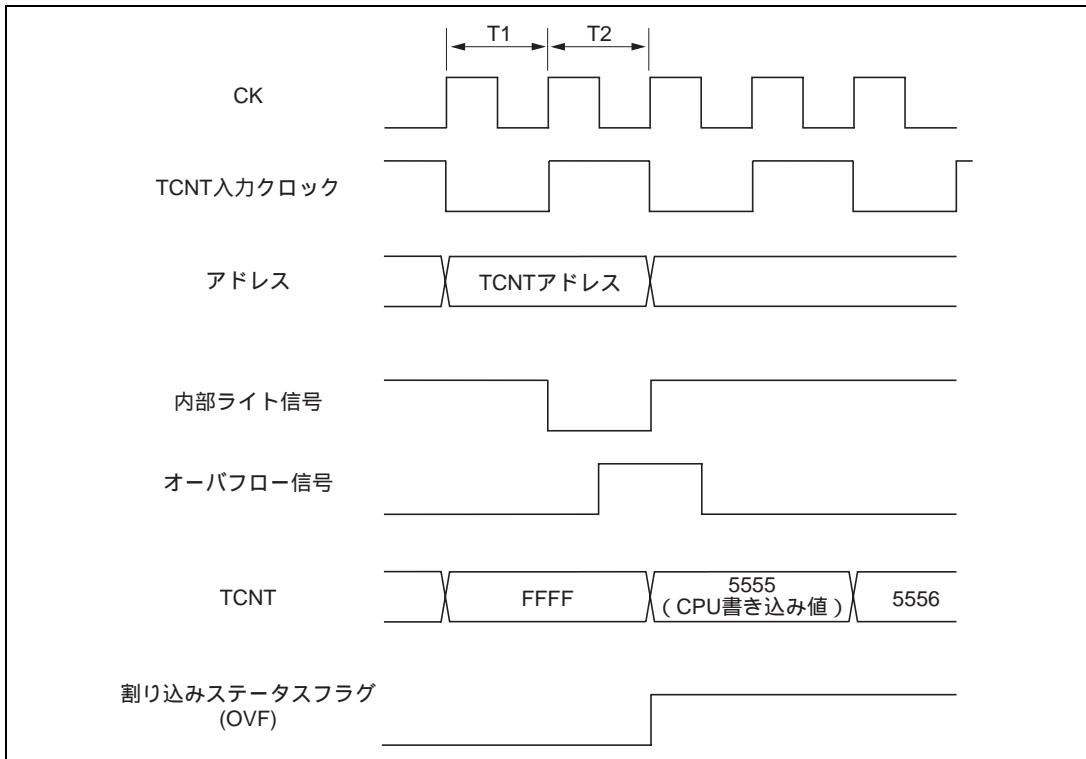 T1 T2
CK
TCNT入力クロック
アドレス
TCNTアドレス
内部ライト信号
オーバフロー信号
TCNT
FFFF
5555
（CPU書き込み値）
5556
割り込みステータスフラグ
(OVF)